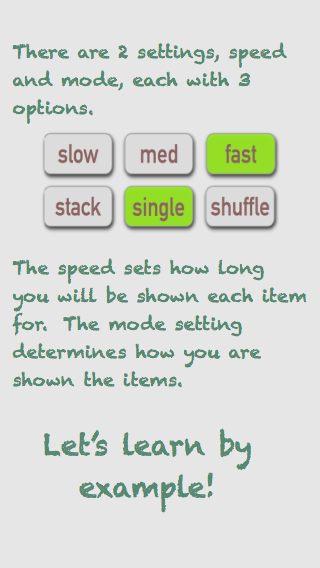 There are 2 settings, speed
and mode, each with 3
options.
slow med fast
stack single shuffle
The speed sets how long
you will be shown each item
for. The mode setting
determines how you are
shown the items.
Let's learn by
example!